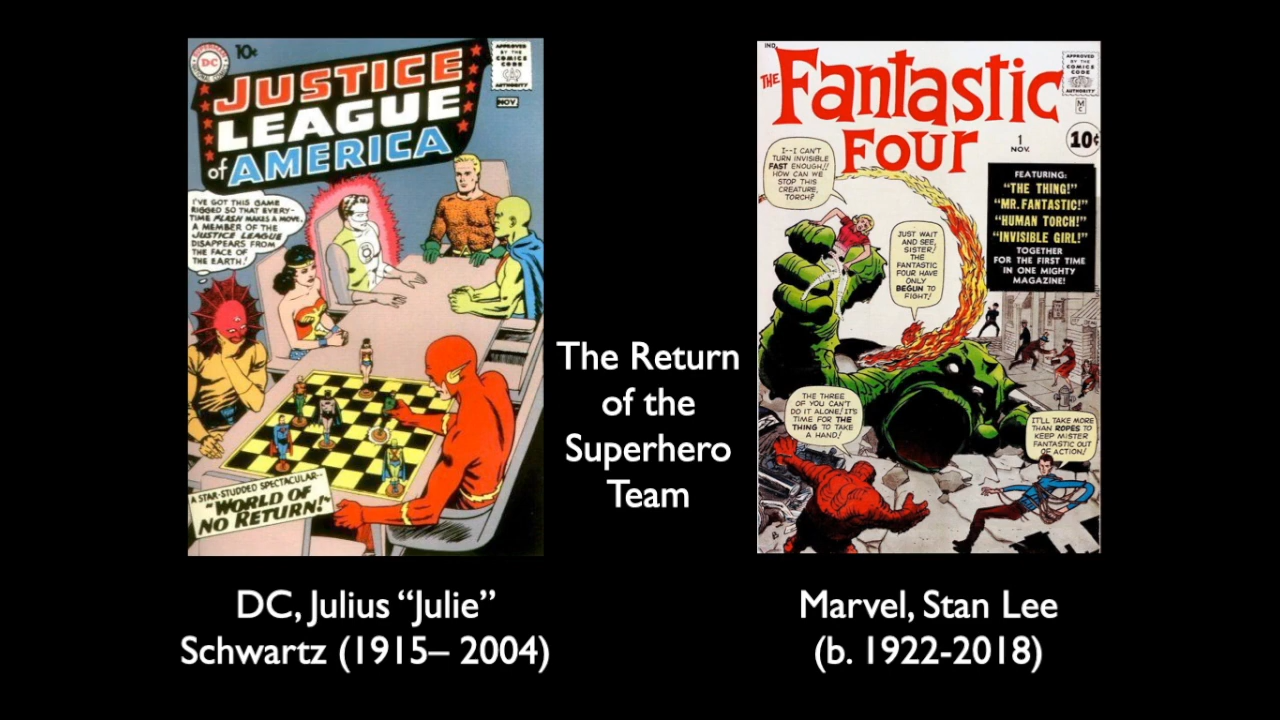 10¢
DC
APPROVED
BY THE
COMICS
CODE
CA
AUTHORITY
NOV.
JUSTICE
LEAGUE
of AMERICA
I'VE GOT THIS GAME
RIGGED SO THAT EVERY-
TIME FLASH MAKES A MOVE,
A MEMBER OF THE
JUSTICE LEAGUE
DISAPPEARS FROM
THE FACE OF
THE EARTH!
A STAR-STUDDED SPECTACULAR--
"WORLD OF
NO RETURN!"
The Return
of the
Superhero
Team
IND.
THE Fantastic
FOUR
APPROVED
BY THE
COMICS
CODE
AUTHORITY
M
C
1
NOV.
10¢
I--I CAN'T
TURN INVISIBLE
FAST ENOUGH!!
HOW CAN WE
STOP THIS
CREATURE,
TORCH?
JUST WAIT
AND SEE,
SISTER!
THE
FANTASTIC
FOUR HAVE
ONLY
BEGUN TO
FIGHT!
FEATURING:
"THE THING!"
"MR. FANTASTIC!"
"HUMAN TORCH!"
"INVISIBLE GIRL!"
TOGETHER
FOR THE FIRST TIME
IN ONE MIGHTY
MAGAZINE!
THE THREE
OF YOU CAN'T
DO IT ALONE! IT'S
TIME FOR THE
THING TO TAKE
A HAND!
IT'LL TAKE MORE
THAN ROPES TO
KEEP MISTER
FANTASTIC OUT
OF ACTION!
DC, Julius “Julie”
Schwartz (1915– 2004)
Marvel, Stan Lee
(b. 1922-2018)